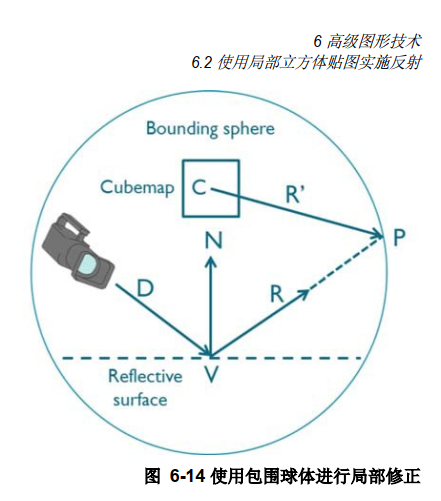 6 高级图形技术
6.2 使用局部立方体贴图实施反射
Bounding sphere
Cubemap
C
R'
N
P
D
R
Reflective
surface
V
图 6-14 使用包围球体进行局部修正